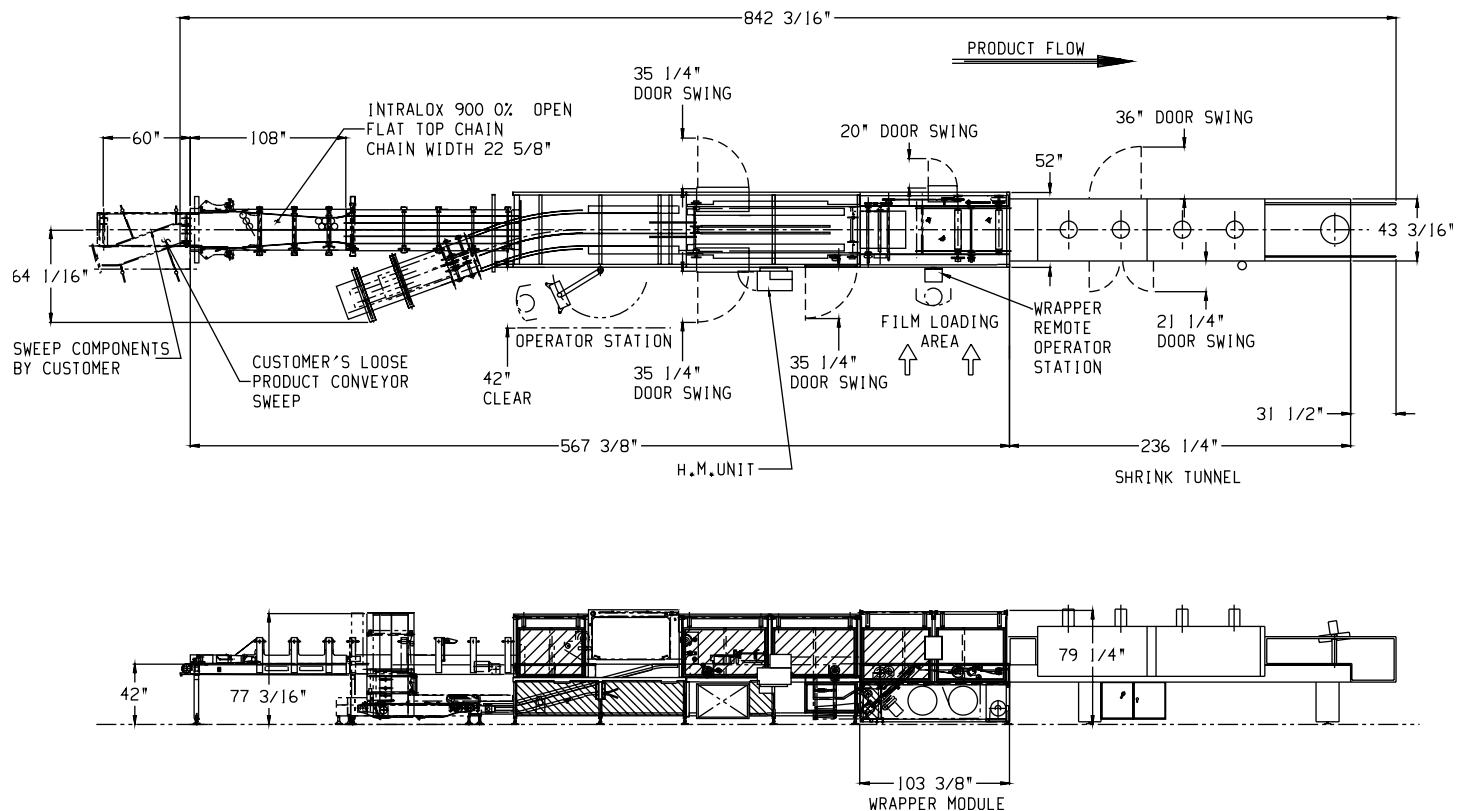 842 3/16"
PRODUCT FLOW
35 1/4"
DOOR SWING
INTRALOX 900 0% OPEN
FLAT TOP CHAIN
CHAIN WIDTH 22 5/8"
20" DOOR SWING
36" DOOR SWING
60"
108"
52"
43 3/16"
64 1/16"
SWEEP COMPONENTS
BY CUSTOMER
CUSTOMER'S LOOSE
PRODUCT CONVEYOR
SWEEP
OPERATOR STATION
42"
CLEAR
35 1/4"
DOOR SWING
35 1/4"
DOOR SWING
FILM LOADING
AREA
WRAPPER
REMOTE
OPERATOR
STATION
21 1/4"
DOOR SWING
31 1/2"
567 3/8"
236 1/4"
H.M.UNIT
SHRINK TUNNEL
42"
77 3/16"
79 1/4"
103 3/8"
WRAPPER MODULE